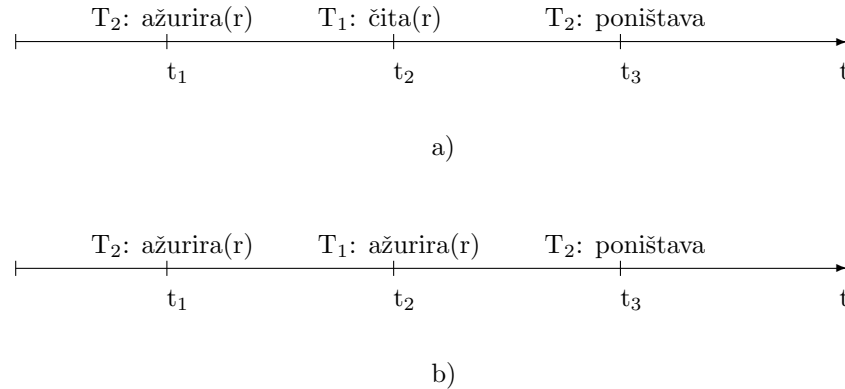 T₂: ažurira(r) T₁: čita(r) T₂: poništava
t₁ t₂ t₃ t
a)
T₂: ažurira(r) T₁: ažurira(r) T₂: poništava
t₁ t₂ t₃ t
b)